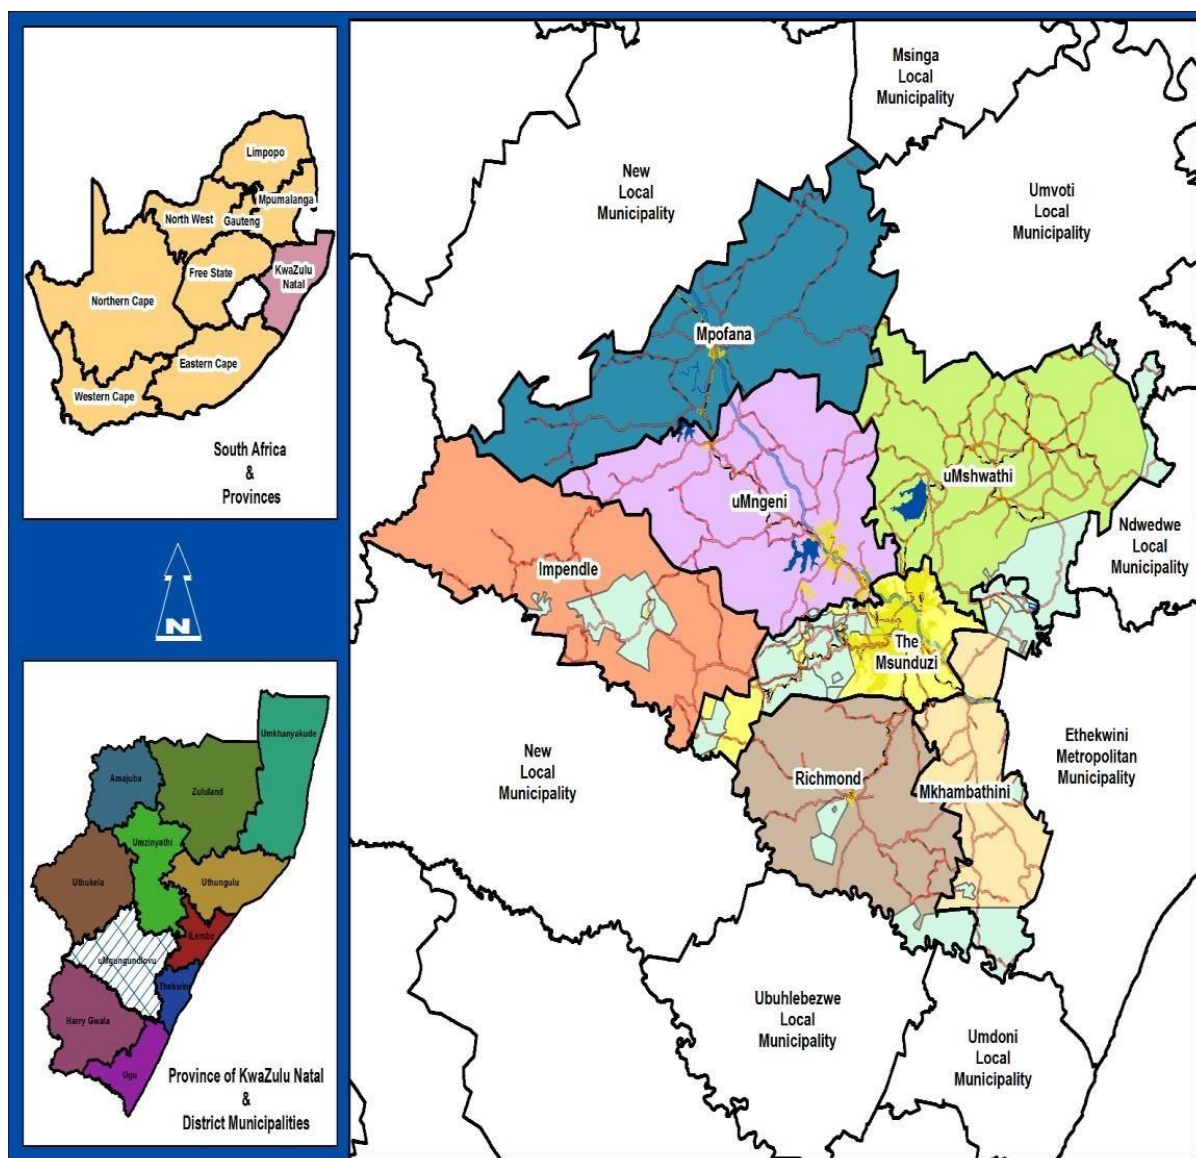 Limpopo
Mpumalanga
North West
Gauteng
Free State
KwaZulu
Natal
Northern Cape
Eastern Cape
Western Cape
South Africa
&
Provinces
N
Umkhanyakude
Amajuba
Zululand
Umzinyathi
Uthukela
Uthungulu
iLembe
uMgungundlovu
Thekwini
Harry Gwala
Ugu
Province of KwaZulu Natal
&
District Municipalities
Msinga
Local
Municipality
New
Local
Municipality
Umvoti
Local
Municipality
Mpofana
uMshwathi
uMngeni
Ndwedwe
Local
Municipality
Impendle
The
Msunduzi
Ethekwini
Metropolitan
Municipality
New
Local
Municipality
Richmond
Mkhambathini
Ubuhlebezwe
Local
Municipality
Umdoni
Local
Municipality